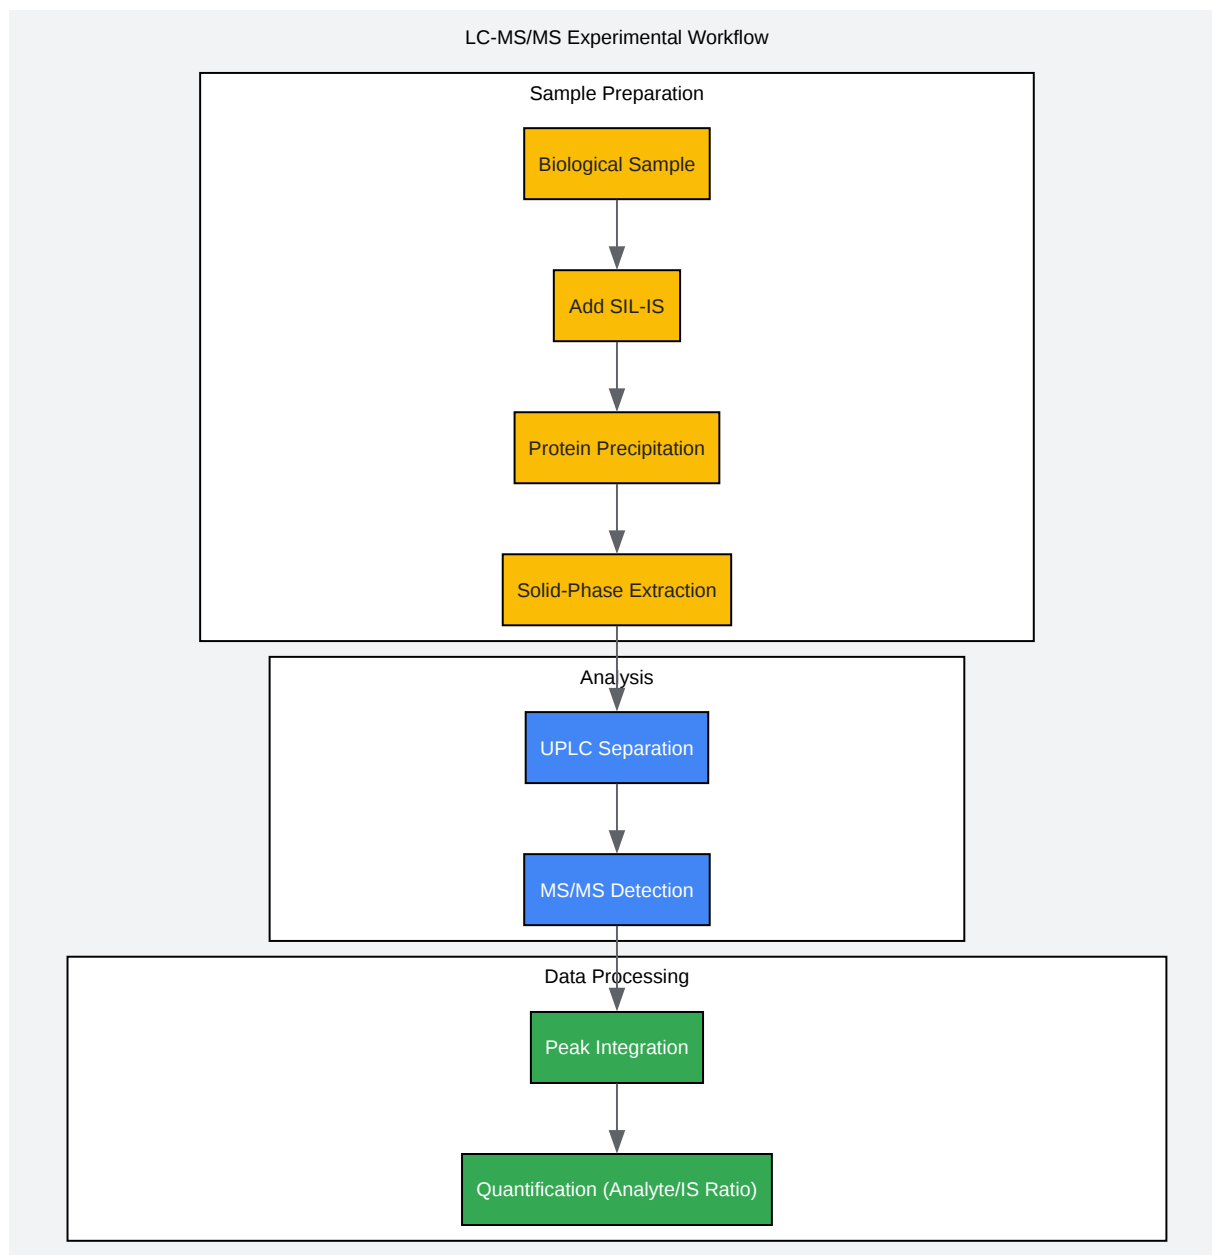 LC-MS/MS Experimental Workflow
Sample Preparation
Biological Sample
Add SIL-IS
Protein Precipitation
Solid-Phase Extraction
Analysis
UPLC Separation
MS/MS Detection
Data Processing
Peak Integration
Quantification (Analyte/IS Ratio)